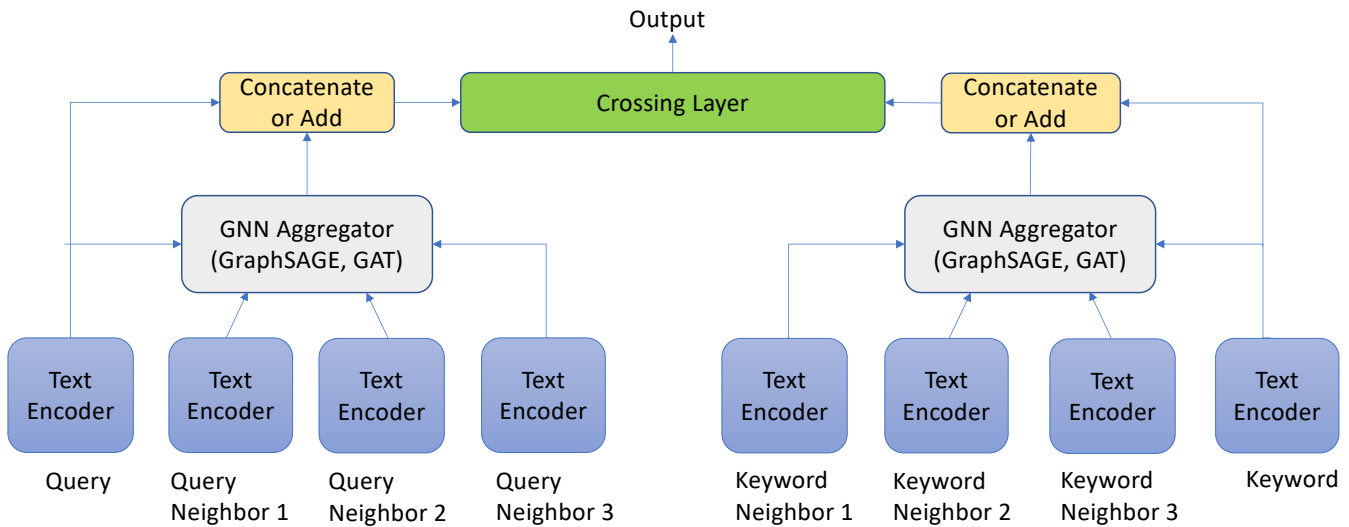 Output
Concatenate
or Add
Crossing Layer
Concatenate
or Add
GNN Aggregator
(GraphSAGE, GAT)
GNN Aggregator
(GraphSAGE, GAT)
Text
Encoder
Text
Encoder
Text
Encoder
Text
Encoder
Text
Encoder
Text
Encoder
Text
Encoder
Text
Encoder
Query
Query
Neighbor 1
Query
Neighbor 2
Query
Neighbor 3
Keyword
Neighbor 1
Keyword
Neighbor 2
Keyword
Neighbor 3
Keyword